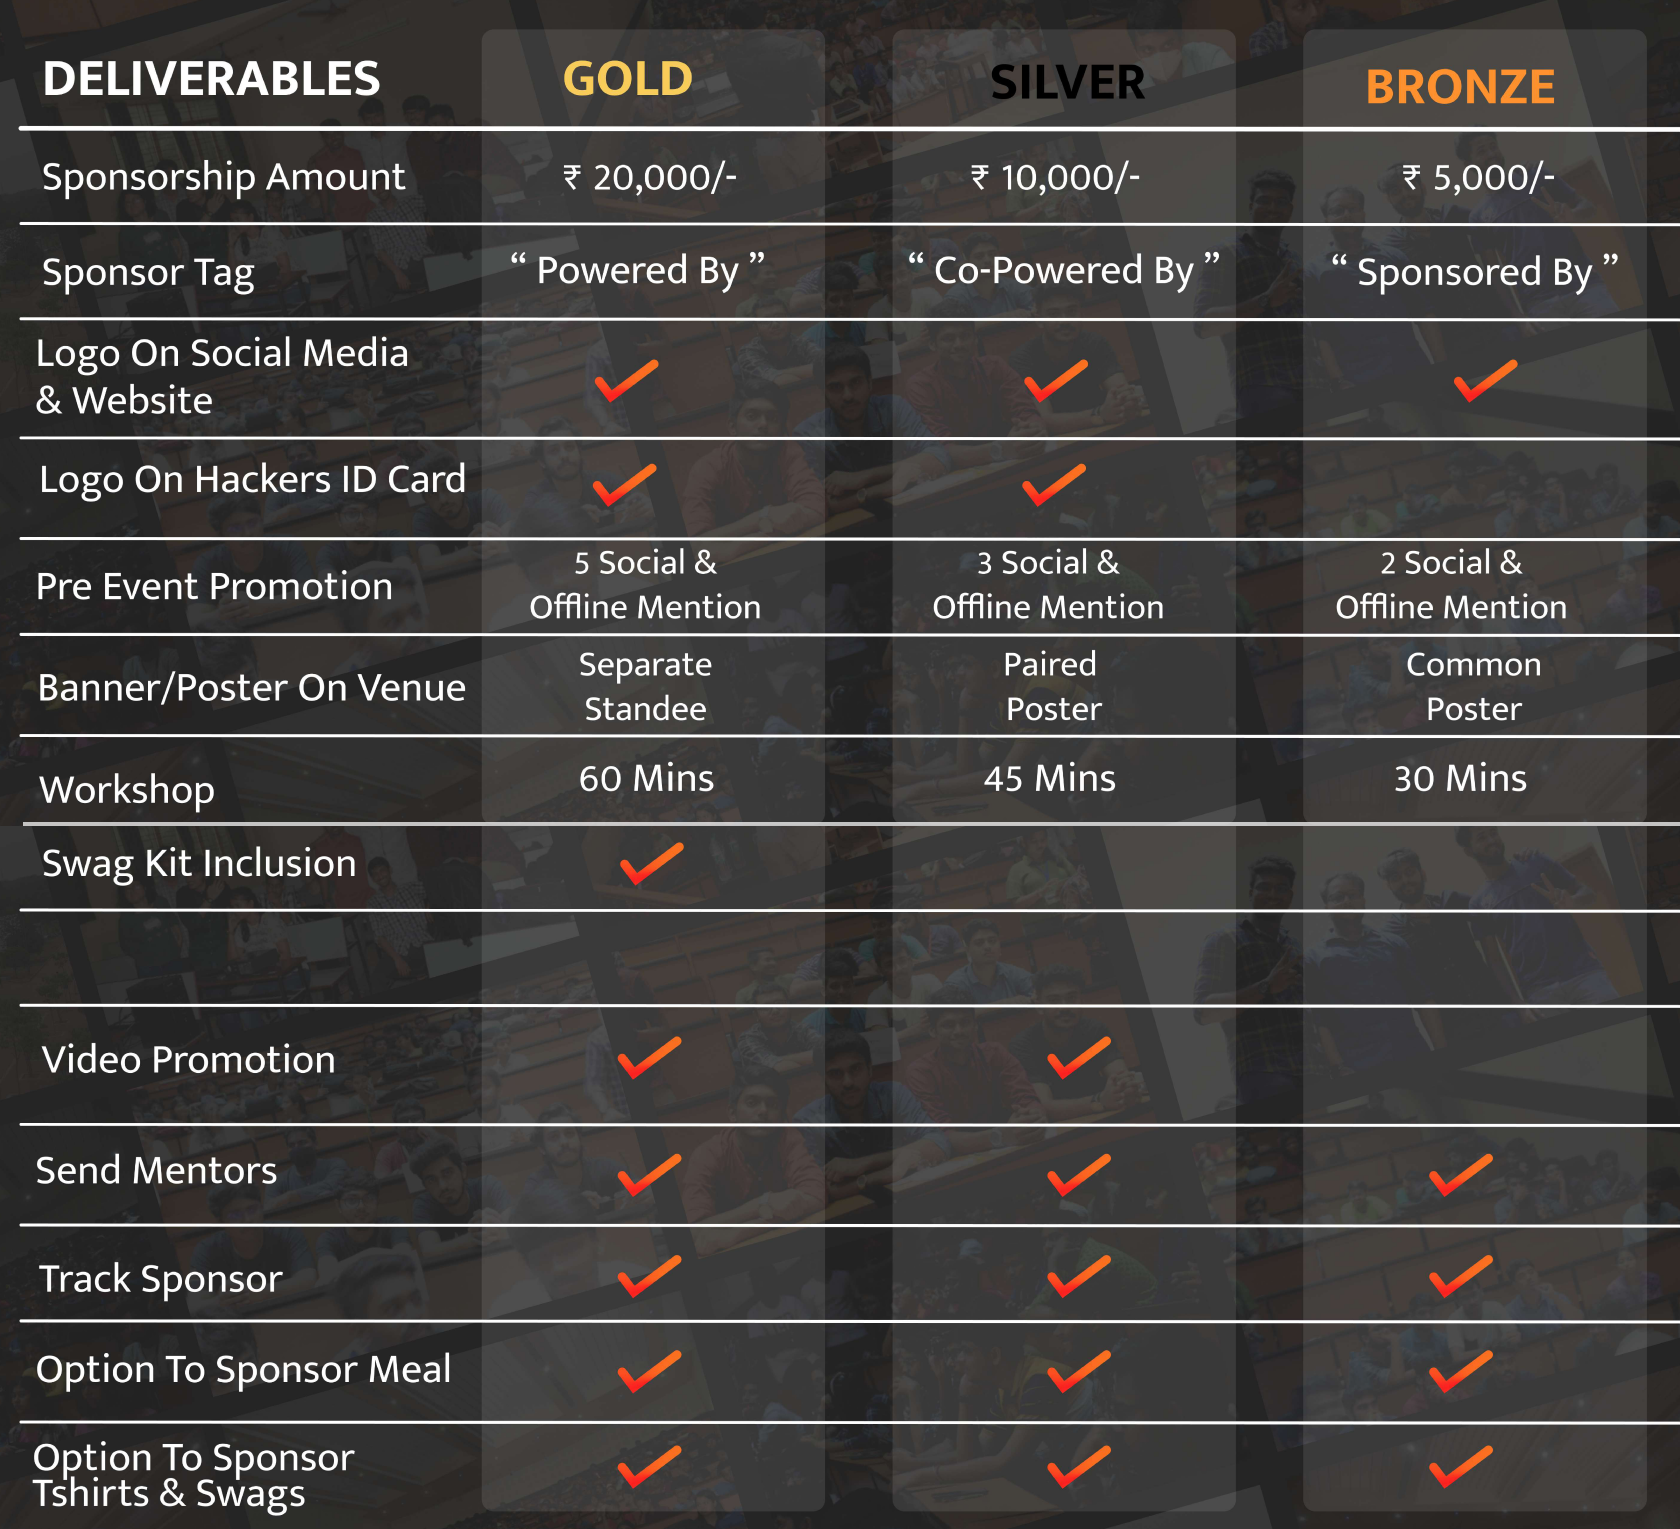 DELIVERABLES GOLD SILVER BRONZE
Sponsorship Amount ₹ 20,000/- ₹ 10,000/- ₹ 5,000/-
Sponsor Tag “ Powered By ” “ Co-Powered By ” “ Sponsored By ”
Logo On Social Media
& Website
Logo On Hackers ID Card
Pre Event Promotion
5 Social &
Offline Mention
3 Social &
Offline Mention
2 Social &
Offline Mention
Banner/Poster On Venue
Separate
Standee
Paired
Poster
Common
Poster
Workshop 60 Mins 45 Mins 30 Mins
Swag Kit Inclusion
Video Promotion
Send Mentors
Track Sponsor
Option To Sponsor Meal
Option To Sponsor
Tshirts & Swags